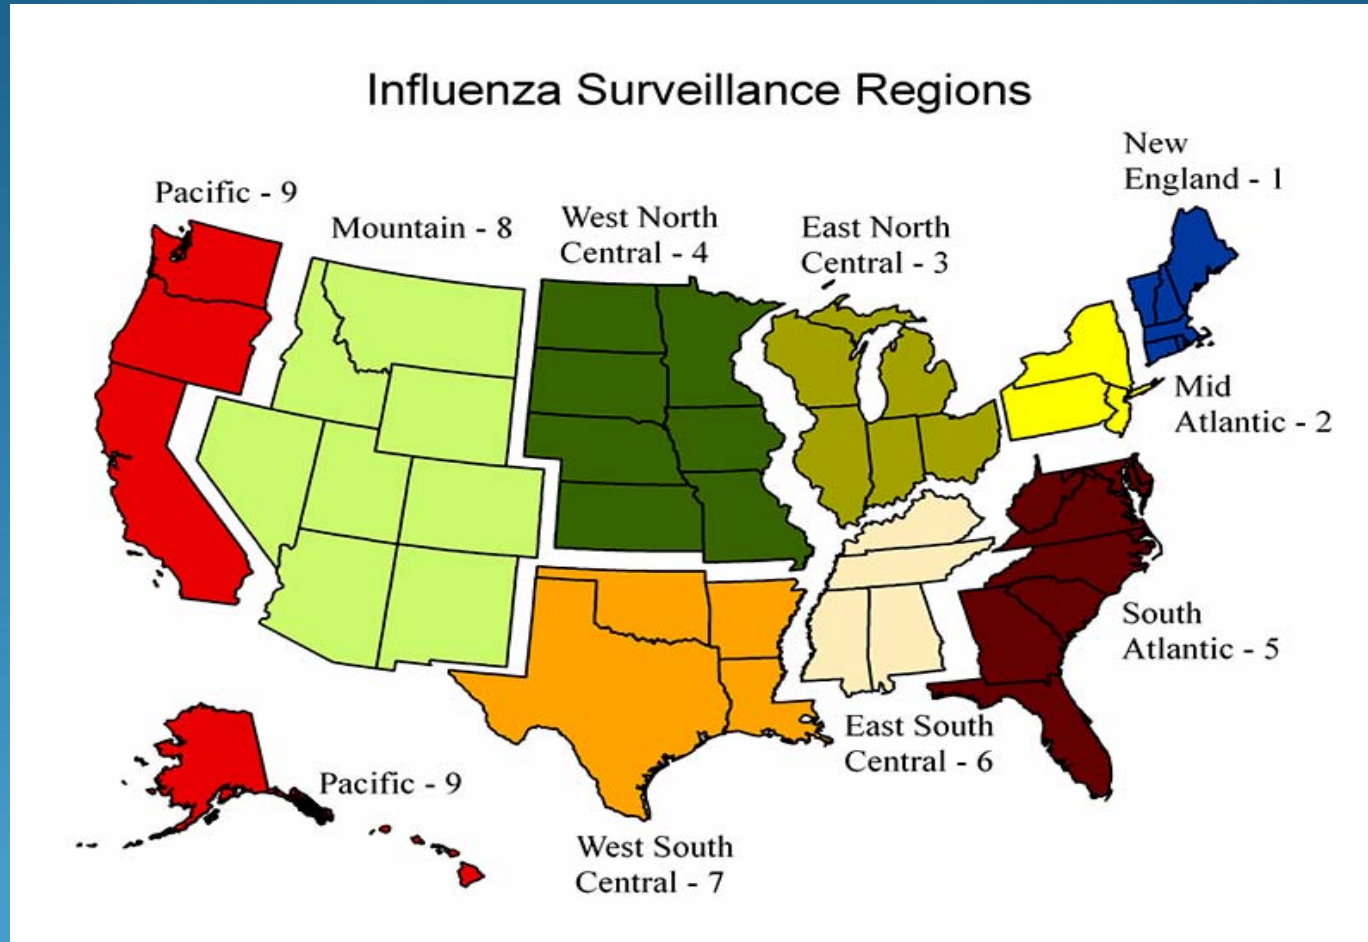 Influenza Surveillance Regions
New
England - 1
Pacific - 9
Mountain - 8
West North
Central - 4
East North
Central - 3
Mid
Atlantic - 2
South
Atlantic - 5
East South
Central - 6
Pacific - 9
West South
Central - 7